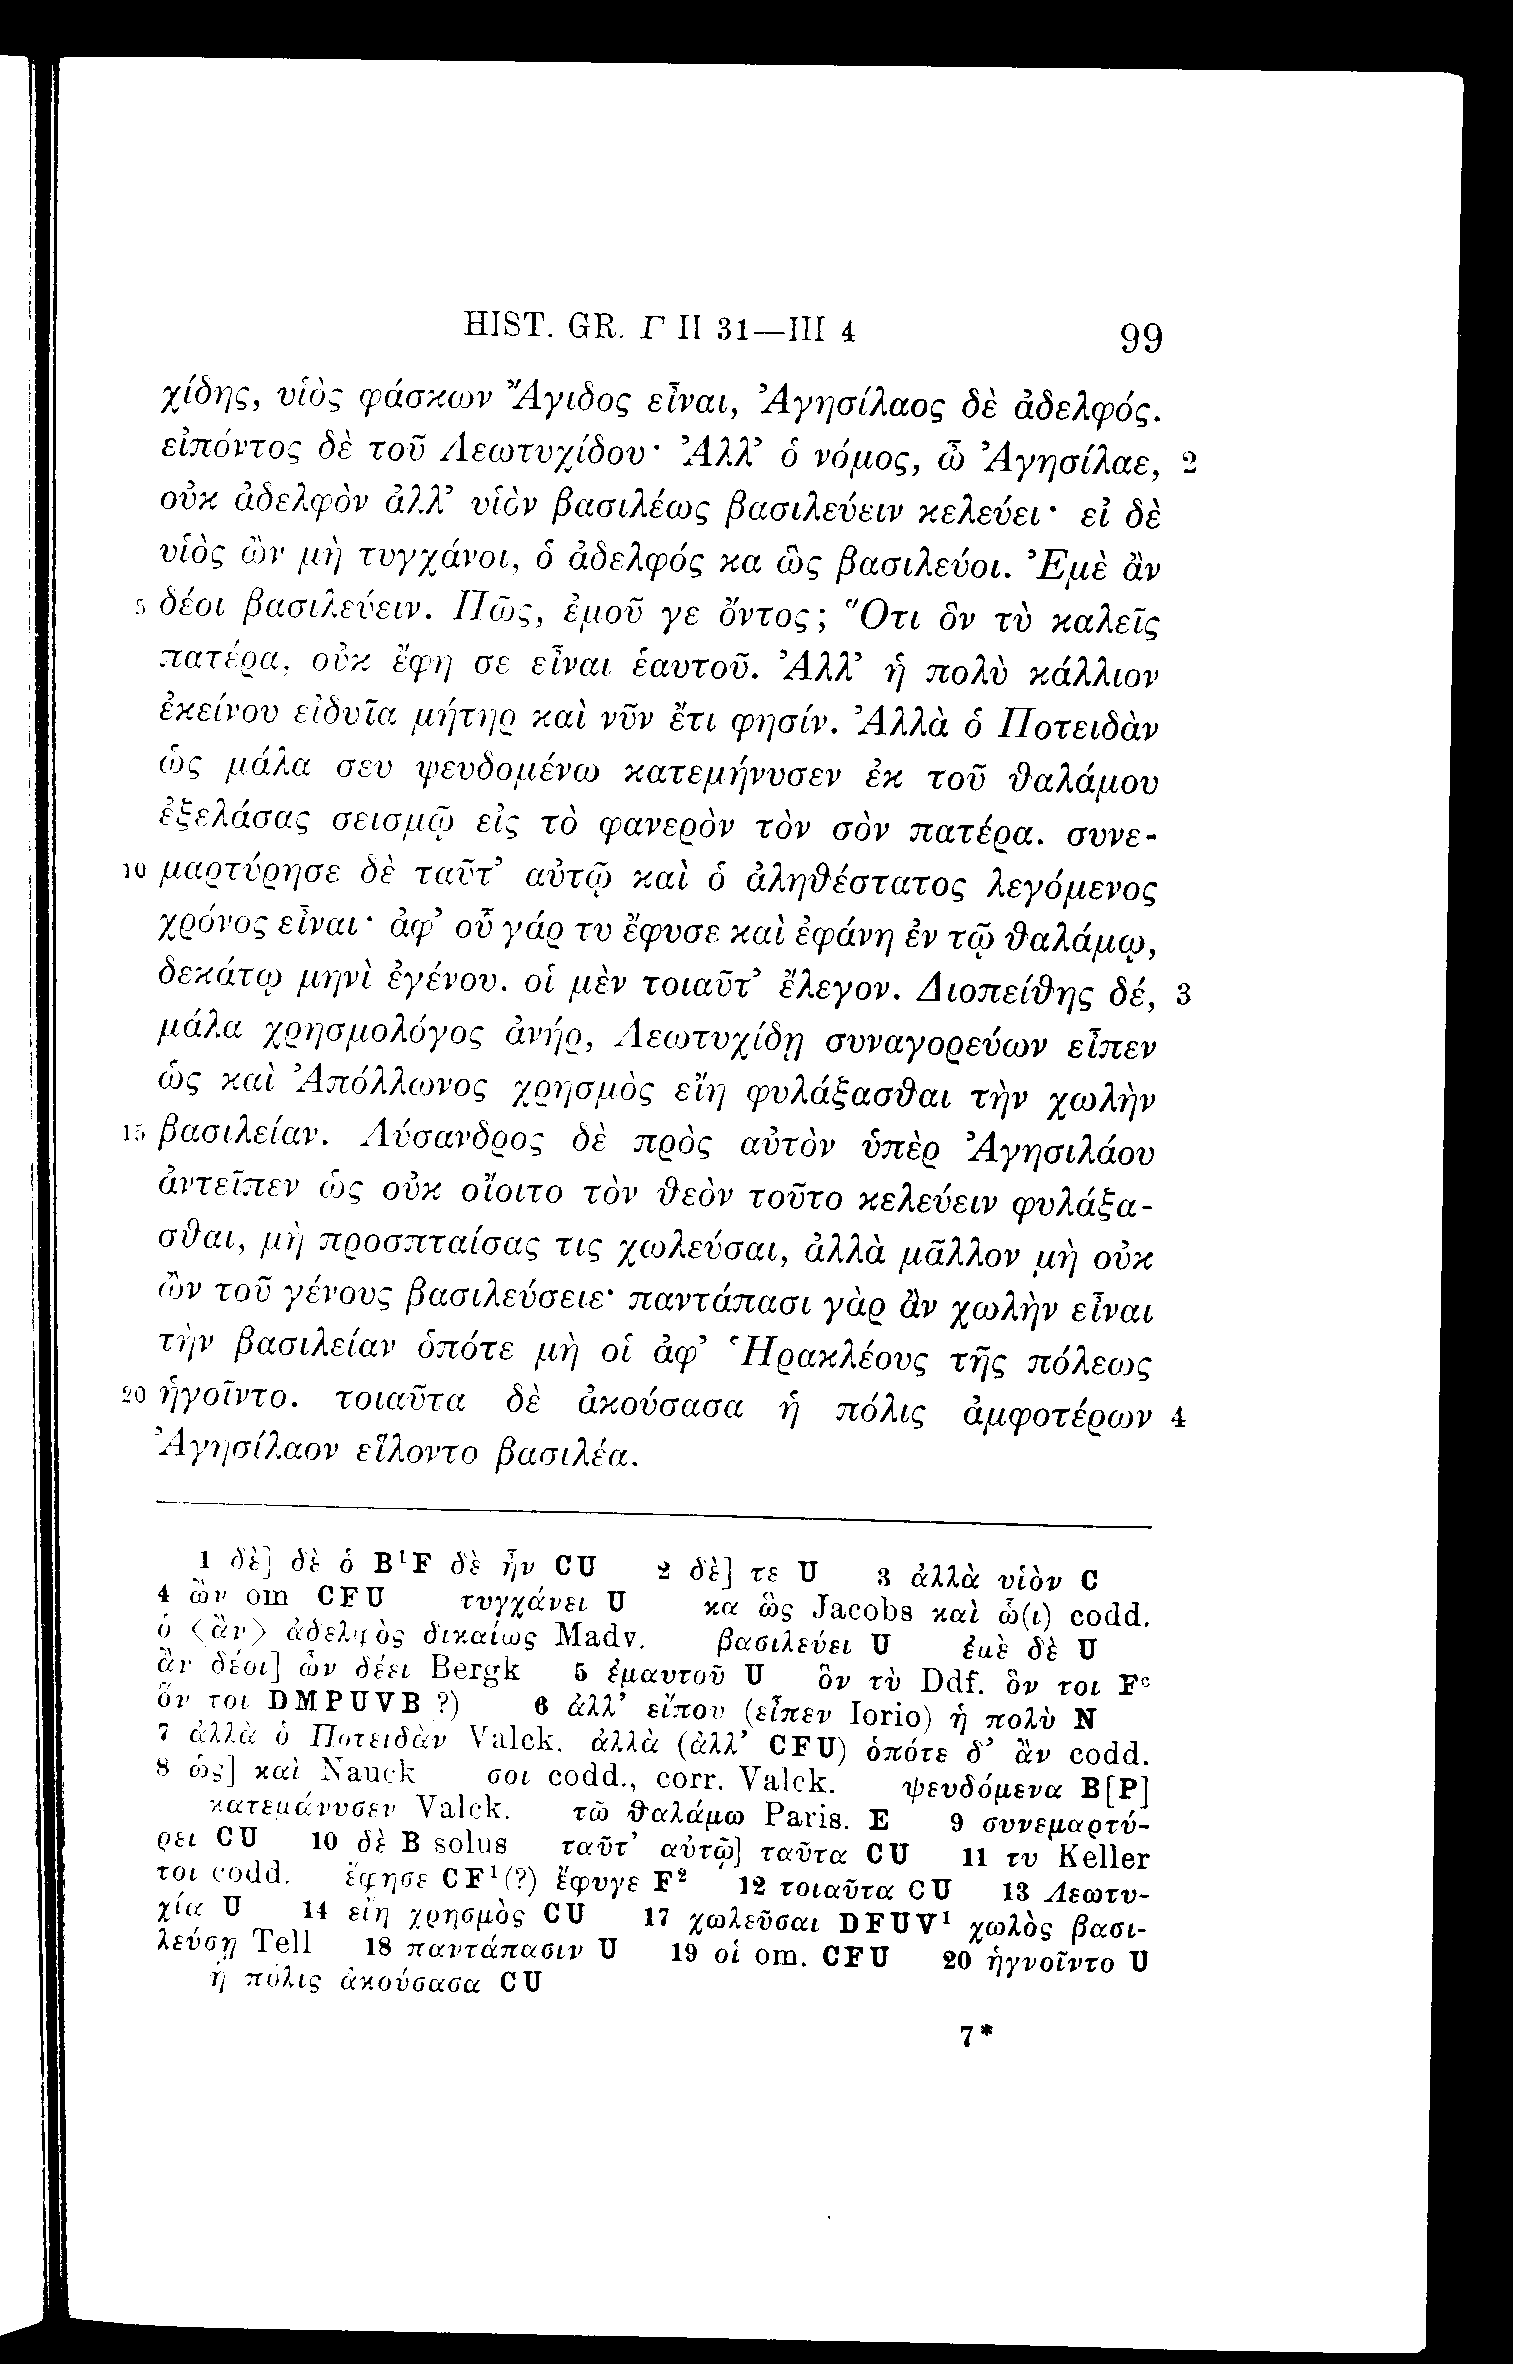 HIST. GR. Γ II 31—III 4 99
χίδης, υἱὸς φάσκων Ἄγιδος εἶναι, Ἀγησίλαος δὲ ἀδελφός.
εἰπόντος δὲ τοῦ Λεωτυχίδου· Ἀλλ’ ὁ νόμος, ὦ Ἀγησίλαε, 2
οὐκ ἀδελφὸν ἀλλ’ υἱὸν βασιλέως βασιλεύειν κελεύει· εἰ δὲ
υἱὸς ὢν μὴ τυγχάνοι, ὁ ἀδελφός κα ὣς βασιλεύοι. Ἐμὲ ἂν
5 δέοι βασιλεύειν. Πῶς, ἐμοῦ γε ὄντος; Ὅτι ὃν τὺ καλεῖς
πατέρα, οὐκ ἔφη σε εἶναι ἑαυτοῦ. Ἀλλ’ ἡ πολὺ κάλλιον
ἐκείνου εἰδυῖα μήτηρ καὶ νῦν ἔτι φησίν. Ἀλλὰ ὁ Ποτειδὰν
ὡς μάλα σευ ψευδομένω κατεμήνυσεν ἐκ τοῦ θαλάμου
ἐξελάσας σεισμῷ εἰς τὸ φανερὸν τὸν σὸν πατέρα. συνε-
10 μαρτύρησε δὲ ταῦτ’ αὐτῷ καὶ ὁ ἀληθέστατος λεγόμενος
χρόνος εἶναι· ἀφ’ οὗ γάρ τυ ἔφυσε καὶ ἐφάνη ἐν τῷ θαλάμῳ,
δεκάτῳ μηνὶ ἐγένου. οἱ μὲν τοιαῦτ’ ἔλεγον. Διοπείθης δέ, 3
μάλα χρησμολόγος ἀνήρ, Λεωτυχίδῃ συναγορεύων εἶπεν
ὡς καὶ Ἀπόλλωνος χρησμὸς εἴη φυλάξασθαι τὴν χωλὴν
15 βασιλείαν. Λύσανδρος δὲ πρὸς αὐτὸν ὑπὲρ Ἀγησιλάου
ἀντεῖπεν ὡς οὐκ οἴοιτο τὸν θεὸν τοῦτο κελεύειν φυλάξα-
σθαι, μὴ προσπταίσας τις χωλεύσαι, ἀλλὰ μᾶλλον μὴ οὐκ
ὢν τοῦ γένους βασιλεύσειε· παντάπασι γὰρ ἂν χωλὴν εἶναι
τὴν βασιλείαν ὁπότε μὴ οἱ ἀφ’ Ἡρακλέους τῆς πόλεως
20 ἡγοῖντο. τοιαῦτα δὲ ἀκούσασα ἡ πόλις ἀμφοτέρων 4
Ἀγησίλαον εἵλοντο βασιλέα.
1 δὲ] δὲ ὁ B¹F δὲ ἦν CU 2 δὲ] τε U 3 ἀλλὰ υἱὸν C
4 ὢν om CFU τυγχάνει U κα ὣς Jacobs καὶ ὧ(ι) codd.
ὁ ⟨ἂν⟩ ἀδελφὸς δικαίως Madv. βασιλεύει U ἐμὲ δὲ U
ἂν δέοι] ὦν δέει Bergk 5 ἐμαυτοῦ U ὃν τὺ Ddf. ὃν τοι Fᶜ
ὅν τοι DMPUVB ?) 6 ἀλλ’ εἴπου (εἶπεν Iorio) ἡ πολὺ N
7 ἀλλὰ ὁ Ποτειδὰν Valck. ἀλλὰ (ἀλλ’ CFU) ὁπότε δ’ ἂν codd.
8 ὡς] καὶ Nauck σοι codd., corr. Valck. ψευδόμενα B[P]
κατεμάνυσεν Valck. τῶ θαλάμω Paris. E 9 συνεμαρτύ-
ρει CU 10 δὲ B solus ταῦτ’ αὐτῷ] ταῦτα CU 11 τυ Keller
τοι codd. ἔφησε CF¹(?) ἔφυγε F² 12 τοιαῦτα CU 13 Λεωτυ-
χία U 14 εἴη χρησμὸς CU 17 χωλεῦσαι DFUV¹ χωλὸς βασι-
λεύσῃ Tell 18 παντάπασιν U 19 οἱ om. CFU 20 ἡγνοῖντο U
ἡ πόλις ἀκούσασα CU
7*